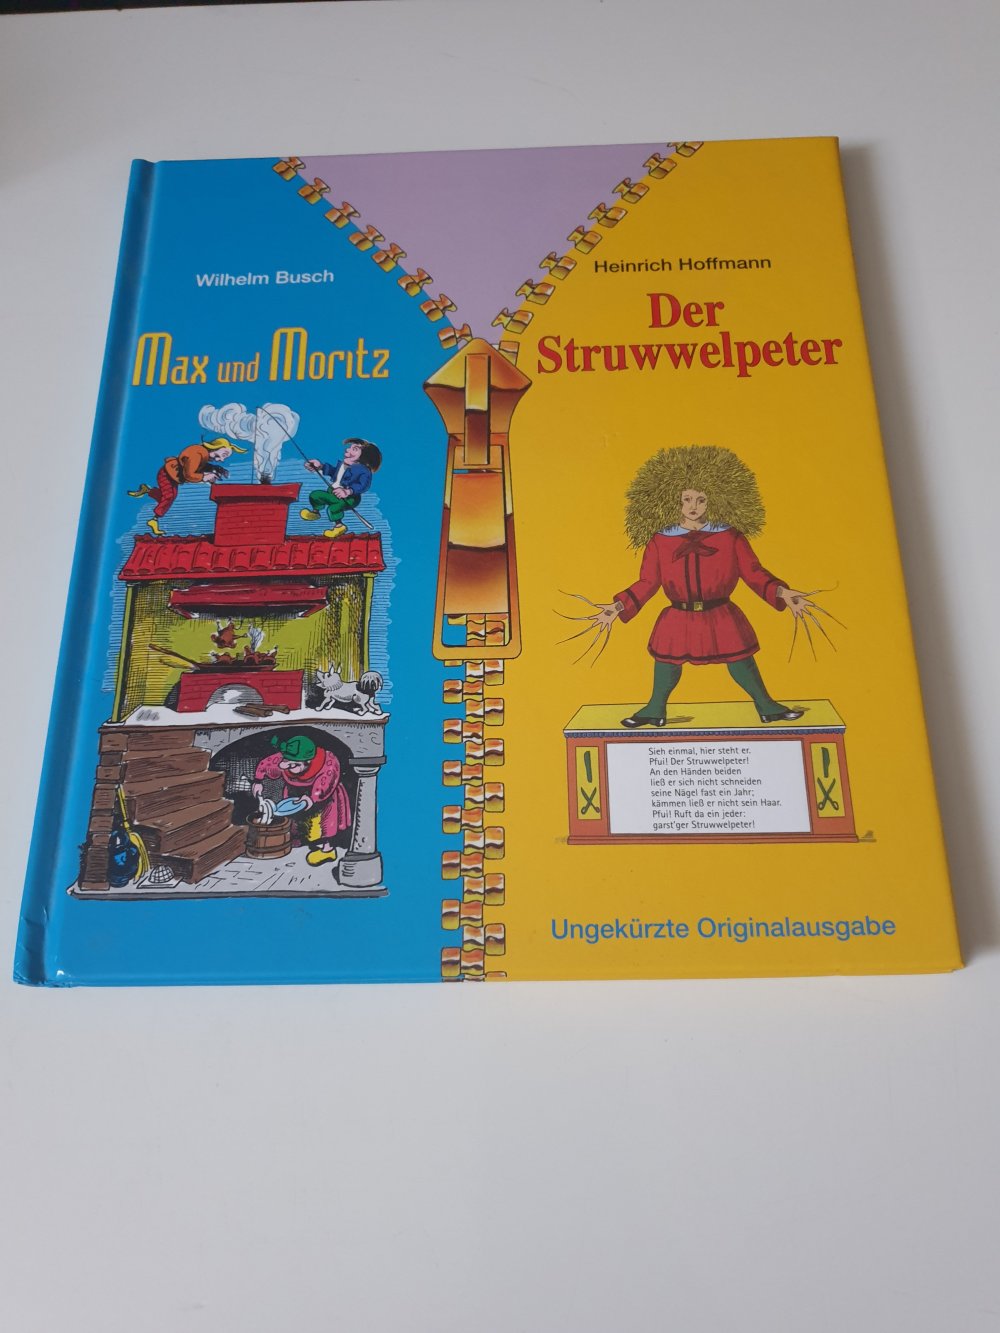 Wilhelm Busch
Max und Moritz
Heinrich Hoffmann
Der
Struwwelpeter
Sieh einmal, hier steht er.
Pfui! Der Struwwelpeter!
An den Händen beiden
ließ er sich nicht schneiden
seine Nägel fast ein Jahr;
kämmen ließ er nicht sein Haar.
Pfui! Ruft da ein jeder:
garst'ger Struwwelpeter!
Ungekürzte Originalausgabe